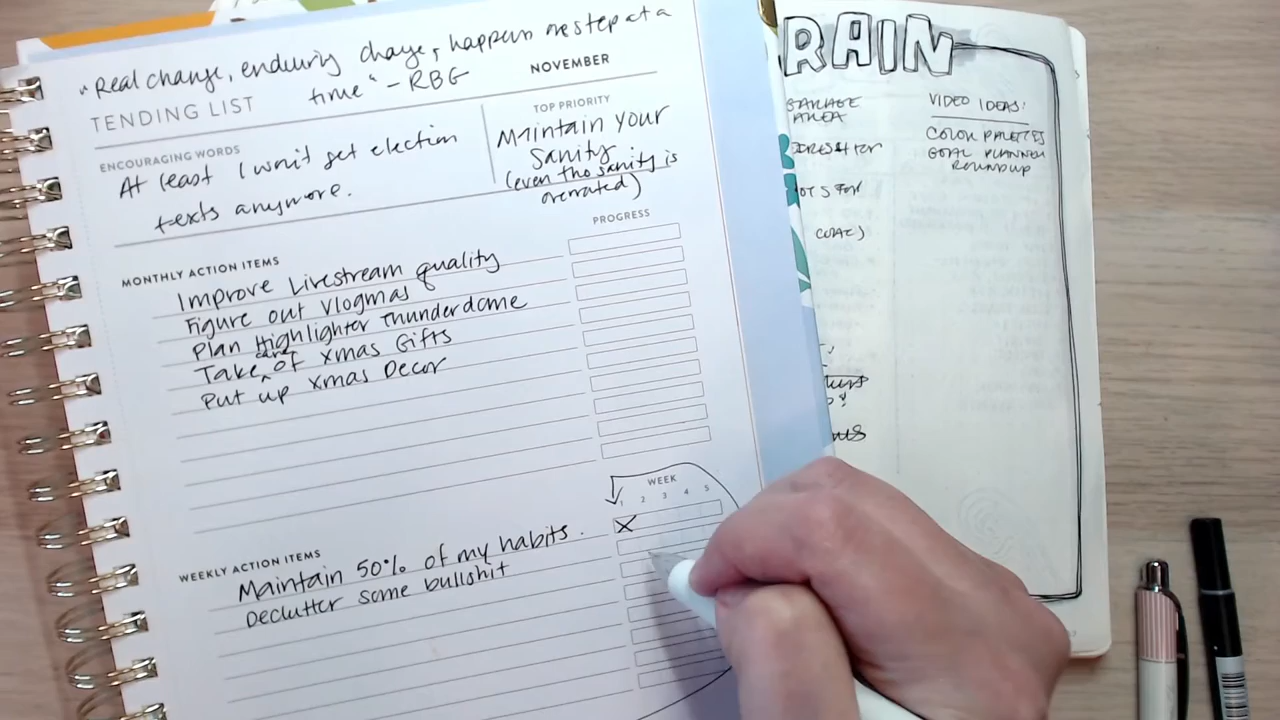 "Real change, enduring change, happens one step at a
time" - RBG
NOVEMBER
TENDING LIST
ENCOURAGING WORDS
At least I won't get election
texts anymore.
TOP PRIORITY
Maintain your
Sanity
(even tho sanity is
overrated)
PROGRESS
MONTHLY ACTION ITEMS
Improve Livestream quality
Figure out Vlogmas
Plan Highlighter Thunderdome
Take care of Xmas Gifts
Put up Xmas Decor
WEEK
1 2 3 4 5
WEEKLY ACTION ITEMS
Maintain 50% of my habits.
X
Declutter some bullshit
RAIN
GARAGE
AREA
DRESSER
FOR
VIDEO IDEAS:
COLOR PALETTES
GOAL PLANNER
ROUNDUP